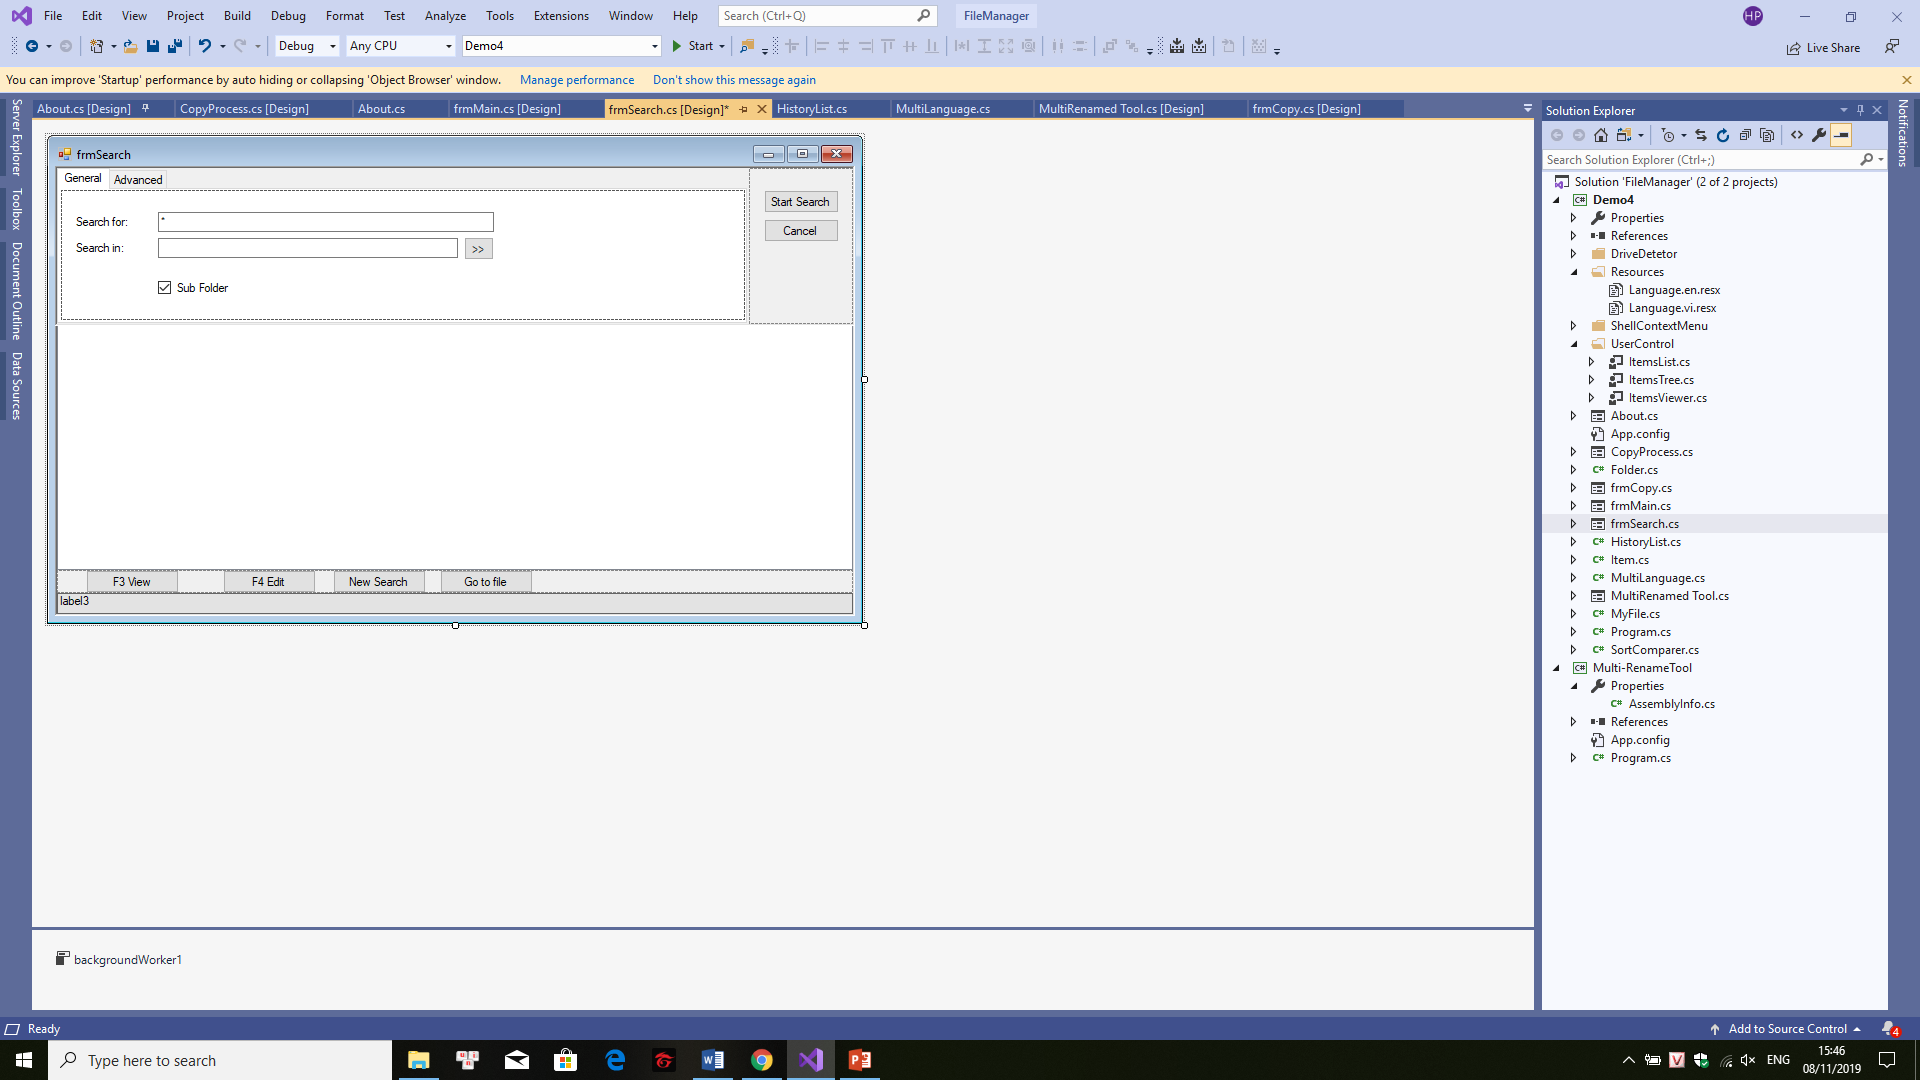 File Edit View Project Build Debug Format Test Analyze Tools Extensions Window Help Search (Ctrl+Q) FileManager HP
Debug Any CPU Demo4 Start Live Share
You can improve 'Startup' performance by auto hiding or collapsing 'Object Browser' window. Manage performance Don't show this message again
About.cs [Design] CopyProcess.cs [Design] About.cs frmMain.cs [Design] frmSearch.cs [Design]* HistoryList.cs MultiLanguage.cs MultiRenamed Tool.cs [Design] frmCopy.cs [Design]
Server Explorer
Toolbox
Document Outline
Data Sources
frmSearch
General Advanced
Search for: *
Search in: >>
Sub Folder
Start Search
Cancel
F3 View F4 Edit New Search Go to file
label3
backgroundWorker1
Solution Explorer
Search Solution Explorer (Ctrl+;)
Solution 'FileManager' (2 of 2 projects)
Demo4
Properties
References
DriveDetetor
Resources
Language.en.resx
Language.vi.resx
ShellContextMenu
UserControl
ItemsList.cs
ItemsTree.cs
ItemsViewer.cs
About.cs
App.config
CopyProcess.cs
Folder.cs
frmCopy.cs
frmMain.cs
frmSearch.cs
HistoryList.cs
Item.cs
MultiLanguage.cs
MultiRenamed Tool.cs
MyFile.cs
Program.cs
SortComparer.cs
Multi-RenameTool
Properties
AssemblyInfo.cs
References
App.config
Program.cs
Notifications
Ready Add to Source Control 4
Type here to search ENG 15:46
08/11/2019